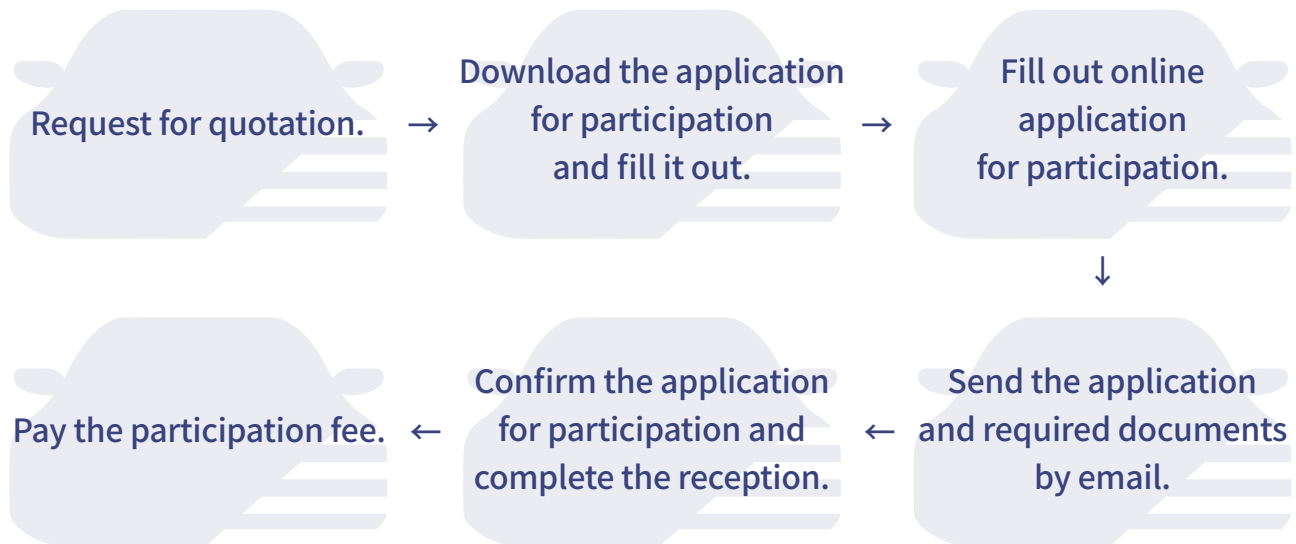 Request for quotation.
→
Download the application
for participation
and fill it out.
→
Fill out online
application
for participation.
↓
Send the application
and required documents
by email.
←
Confirm the application
for participation and
complete the reception.
←
Pay the participation fee.